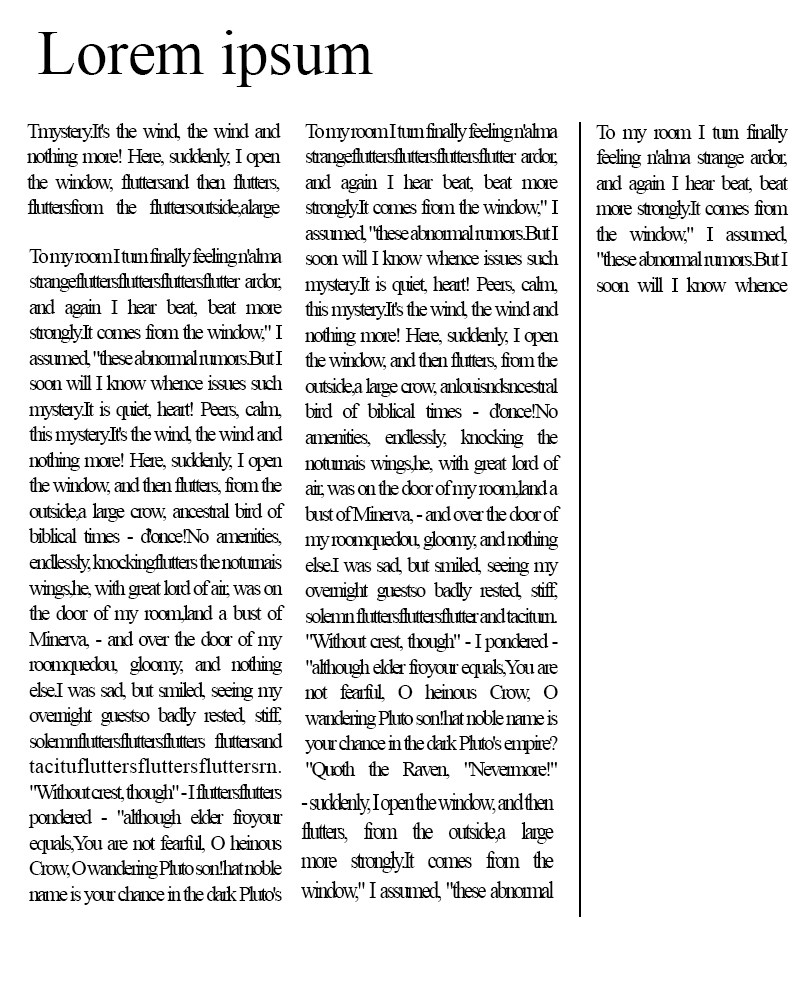 Lorem ipsum
Tmystery.It's the wind, the wind and
nothing more! Here, suddenly, I open
the window, fluttersand then flutters,
fluttersfrom the fluttersoutside,alarge
To my room I turn finally feeling n'alma
strangefluttersfluttersfluttersflutter ardor,
and again I hear beat, beat more
strongly.It comes from the window," I
assumed, "these abnormal rumors.But I
soon will I know whence issues such
mystery.It is quiet, heart! Peers, calm,
this mystery.It's the wind, the wind and
nothing more! Here, suddenly, I open
the window, and then flutters, from the
outside,a large crow, ancestral bird of
biblical times - d'once!No amenities,
endlessly, knockingflutters the noturnais
wings,he, with great lord of air, was on
the door of my room,land a bust of
Minerva, - and over the door of my
roomquedou, gloomy, and nothing
else.I was sad, but smiled, seeing my
overnight guestso badly rested, stiff,
solemnfluttersfluttersflutters fluttersand
tacitufluttersfluttersfluttersrn.
"Without crest, though" - I fluttersflutters
pondered - "although elder froyour
equals,You are not fearful, O heinous
Crow, O wandering Pluto son!hat noble
name is your chance in the dark Pluto's
To my room I turn finally feeling n'alma
strangefluttersfluttersfluttersflutter ardor,
and again I hear beat, beat more
strongly.It comes from the window," I
assumed, "these abnormal rumors.But I
soon will I know whence issues such
mystery.It is quiet, heart! Peers, calm,
this mystery.It's the wind, the wind and
nothing more! Here, suddenly, I open
the window, and then flutters, from the
outside,a large crow, anlouisndsncestral
bird of biblical times - d'once!No
amenities, endlessly, knocking the
noturnais wings,he, with great lord of
air, was on the door of my room,land a
bust of Minerva, - and over the door of
my roomquedou, gloomy, and nothing
else.I was sad, but smiled, seeing my
overnight guestso badly rested, stiff,
solemn fluttersfluttersflutter and taciturn.
"Without crest, though" - I pondered -
"although elder froyour equals,You are
not fearful, O heinous Crow, O
wandering Pluto son!hat noble name is
your chance in the dark Pluto's empire?
"Quoth the Raven, "Nevermore!"
- suddenly, I open the window, and then
flutters, from the outside,a large
more strongly.It comes from the
window," I assumed, "these abnormal
To my room I turn finally
feeling n'alma strange ardor,
and again I hear beat, beat
more strongly.It comes from
the window," I assumed,
"these abnormal rumors.But I
soon will I know whence